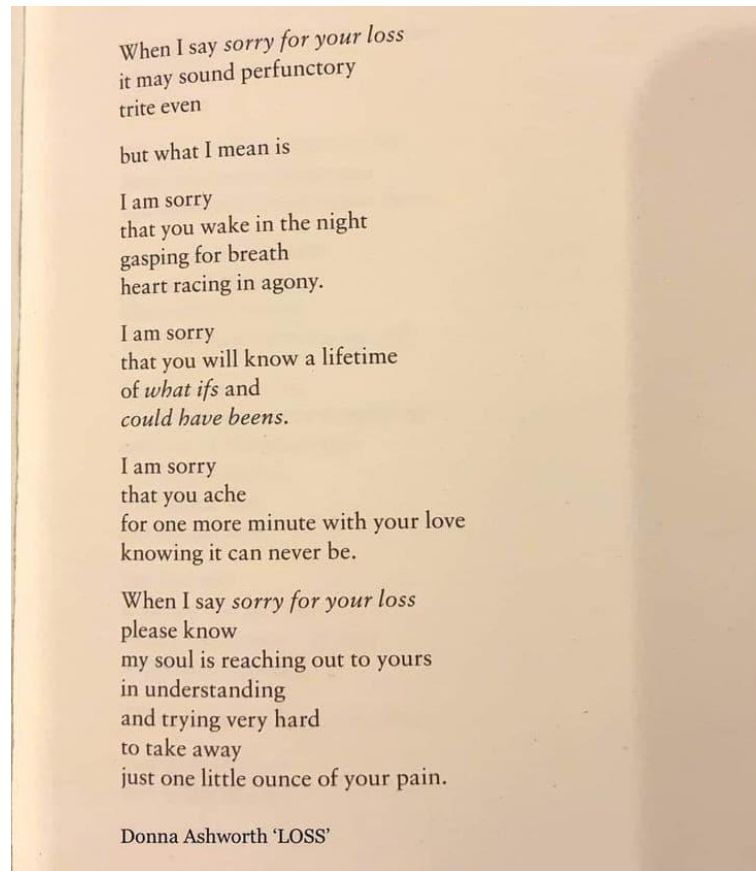 When I say sorry for your loss
it may sound perfunctory
trite even
but what I mean is
I am sorry
that you wake in the night
gasping for breath
heart racing in agony.
I am sorry
that you will know a lifetime
of what ifs and
could have beens.
I am sorry
that you ache
for one more minute with your love
knowing it can never be.
When I say sorry for your loss
please know
my soul is reaching out to yours
in understanding
and trying very hard
to take away
just one little ounce of your pain.
Donna Ashworth ‘LOSS’